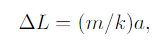 ΔL = (m/k)a,